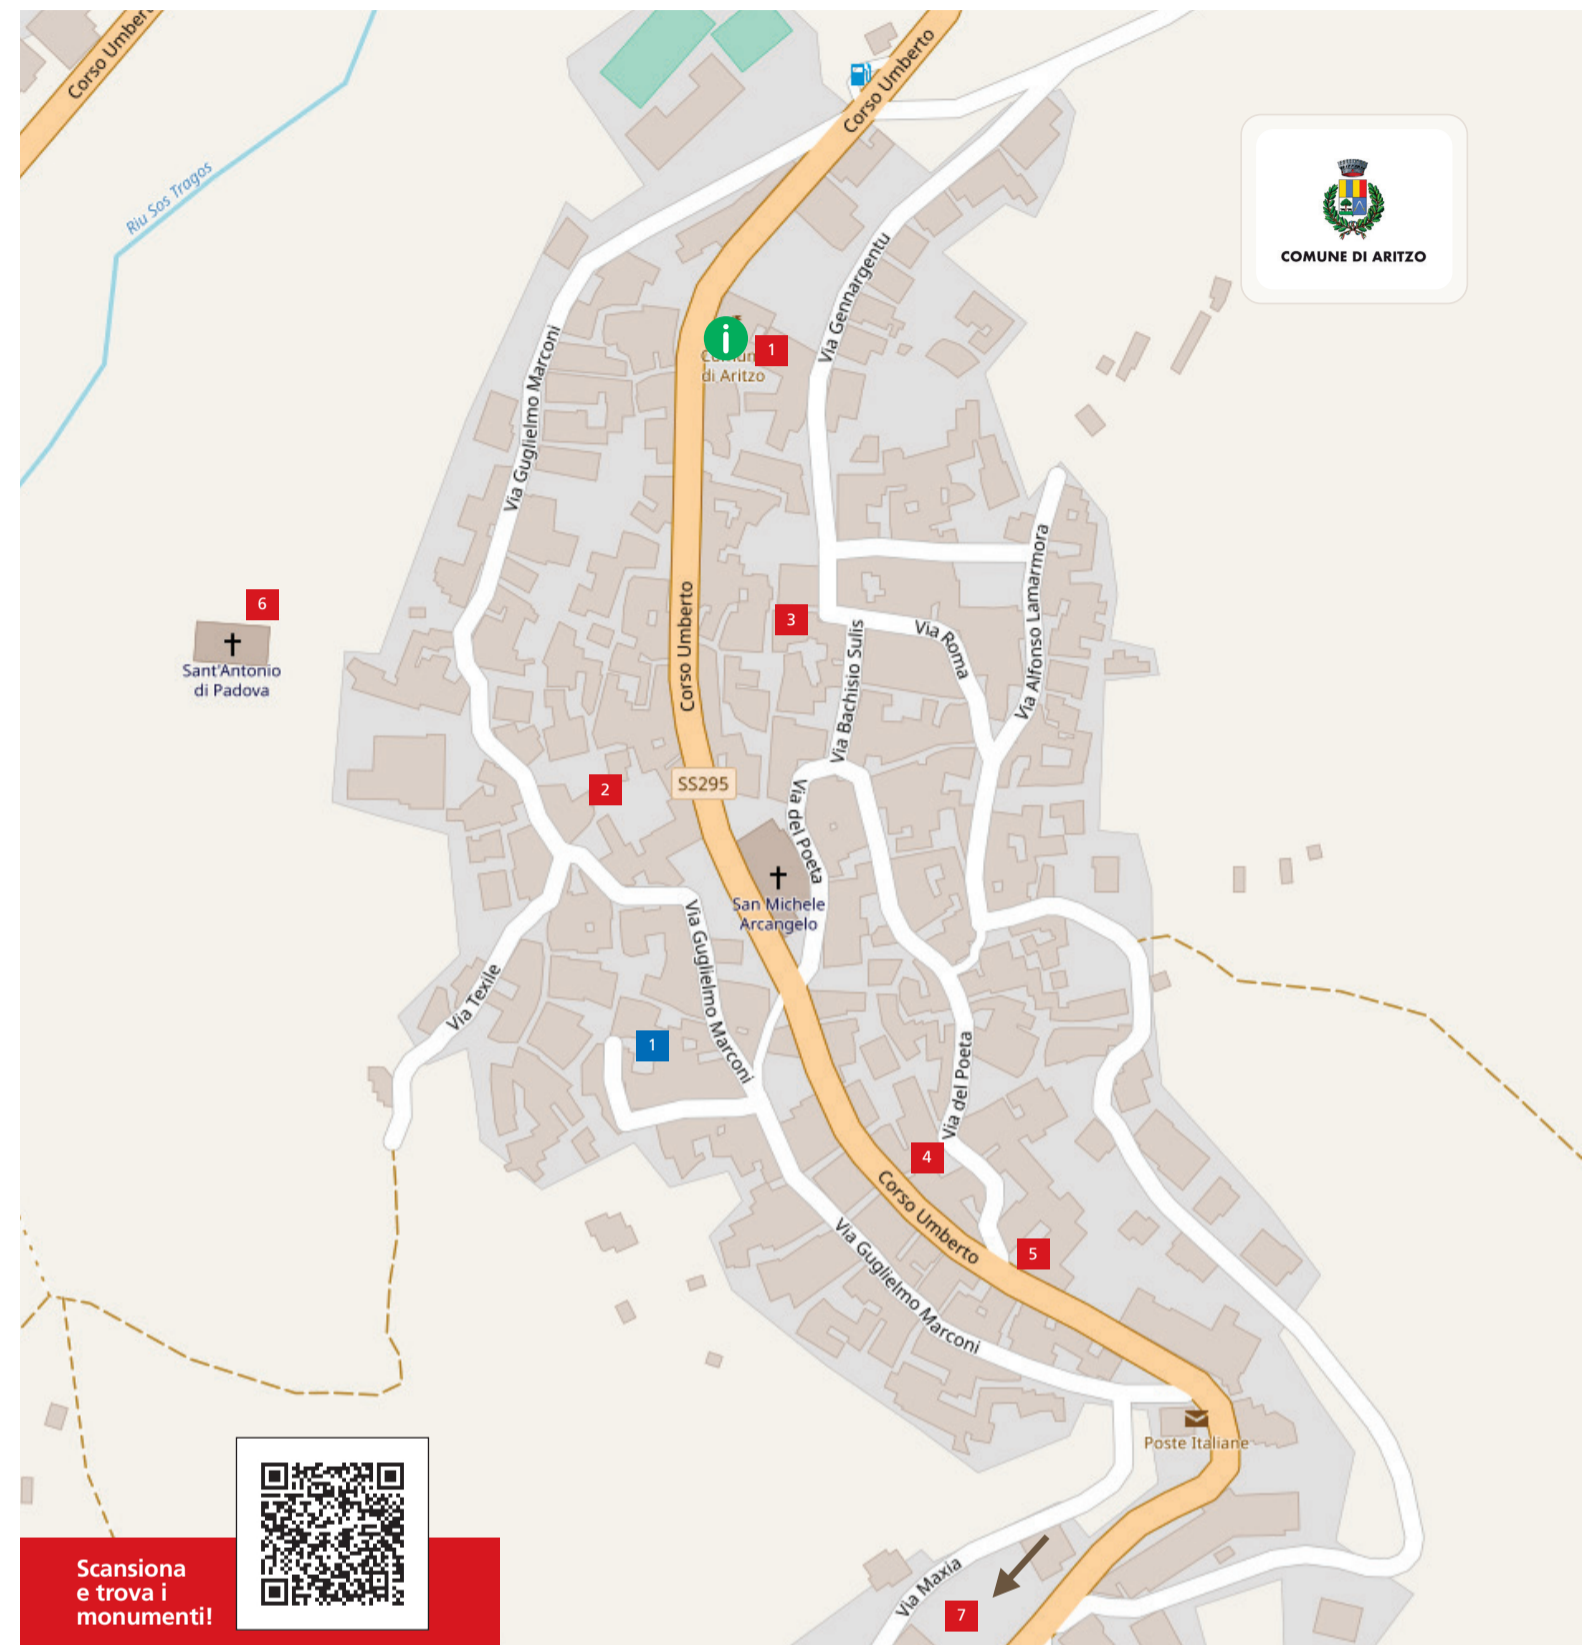 Corso Umber
Corso Umberto
Riu Sos Tragos
COMUNE DI ARITZO
Via Gennargentu
i
1
di Aritzo
Via Guglielmo Marconi
Via Alfonso Lamarmora
6
Sant'Antonio
di Padova
3
Corso Umberto
Via Bachisio Sulis
Via Roma
2
SS295
Via del Poeta
San Michele
Arcangelo
Via Guglielmo Marconi
Via Texile
1
Via del Poeta
4
Corso Umberto
5
Via Guglielmo Marconi
Poste Italiane
Scansiona
e trova i
monumenti!
Via Maxia
7